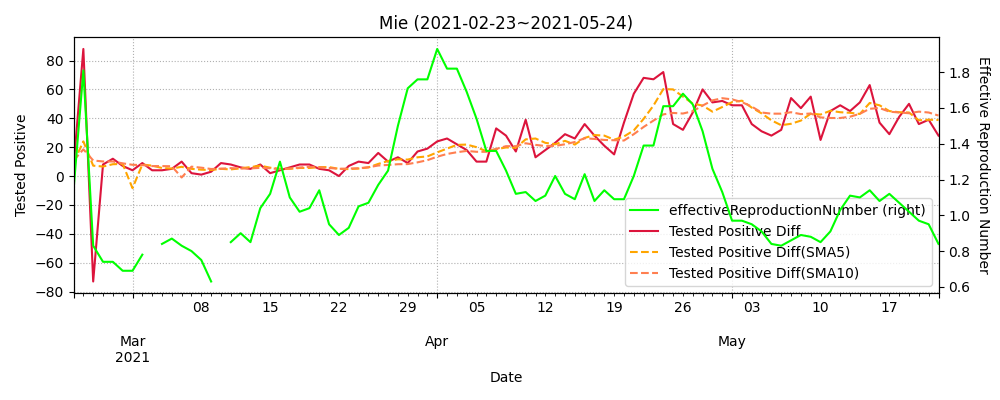 Mie (2021-02-23~2021-05-24)
Tested Positive
80
60
40
20
0
−20
−40
−60
−80
1.8
1.6
1.4
1.2
1.0
0.8
0.6
Effective Reproduction Number
effectiveReproductionNumber (right)
Tested Positive Diff
Tested Positive Diff(SMA5)
Tested Positive Diff(SMA10)
08 15 22 29 05 12 19 26 03 10 17
Mar Apr May
2021
Date